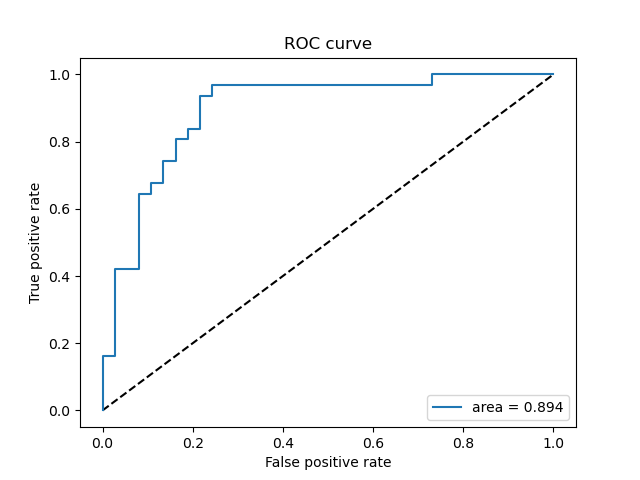 ROC curve
True positive rate
1.0
0.8
0.6
0.4
0.2
0.0
0.0 0.2 0.4 0.6 0.8 1.0
False positive rate
area = 0.894